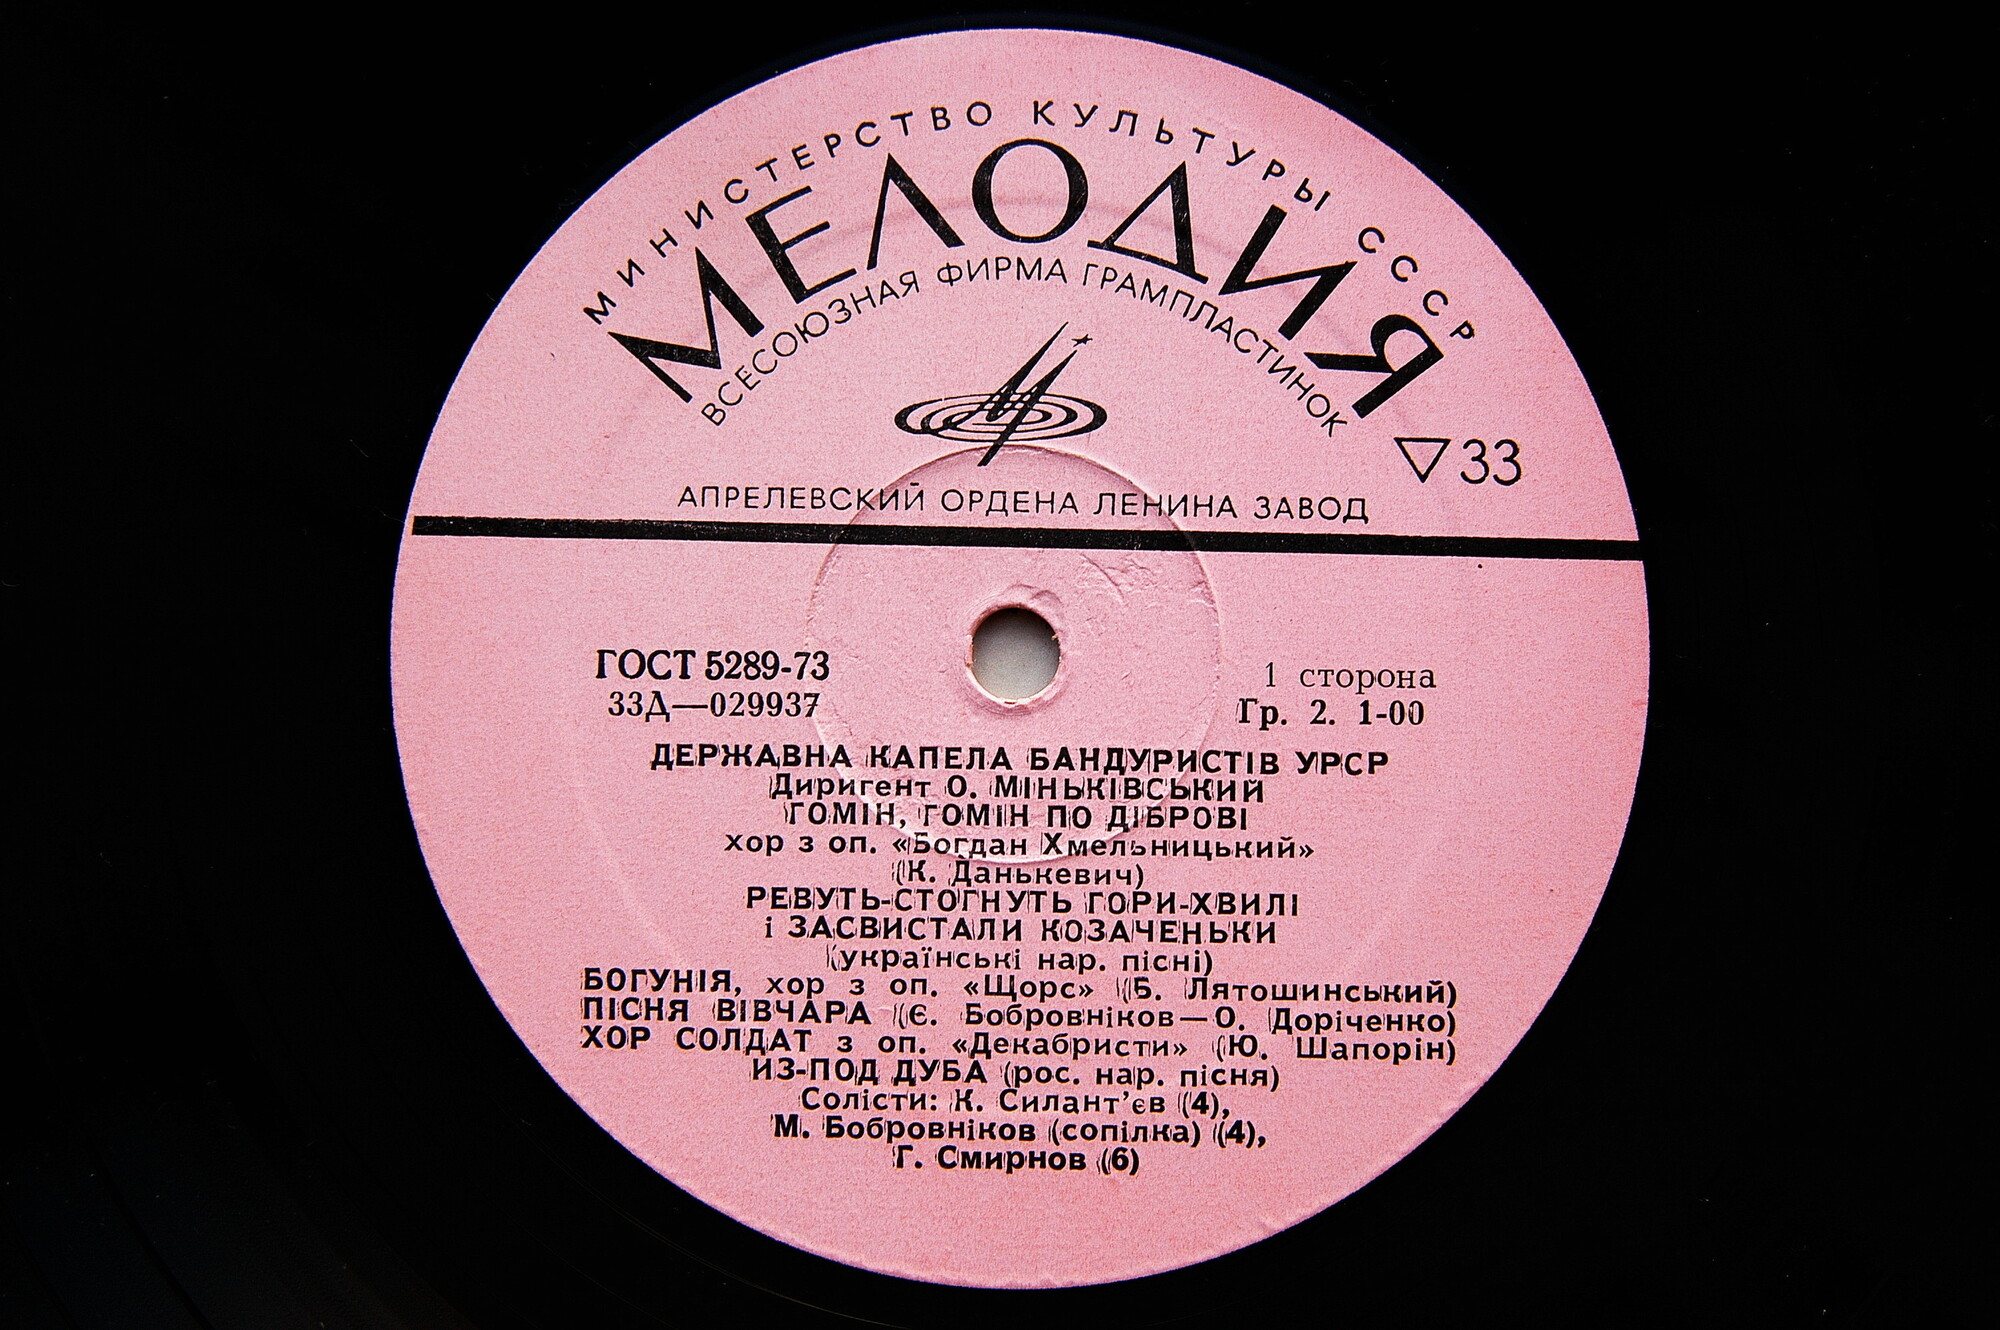 МИНИСТЕРСТВО КУЛЬТУРЫ СССР
МЕЛОДИЯ
ВСЕСОЮЗНАЯ ФИРМА ГРАМПЛАСТИНОК
33
АПРЕЛЕВСКИЙ ОРДЕНА ЛЕНИНА ЗАВОД
ГОСТ 5289-73
33Д—029937
1 сторона
Гр. 2. 1-00
ДЕРЖАВНА КАПЕЛА БАНДУРИСТІВ УРСР
Диригент О. МІНЬКІВСЬКИЙ
ГОМІН, ГОМІН ПО ДІБРОВІ
хор з оп. «Богдан Хмельницький»
(К. Данькевич)
РЕВУТЬ-СТОГНУТЬ ГОРИ-ХВИЛІ
і ЗАСВИСТАЛИ КОЗАЧЕНЬКИ
(українські нар. пісні)
БОГУНІЯ, хор з оп. «Щорс» (Б. Лятошинський)
ПІСНЯ ВІВЧАРА (Є. Бобровніков—О. Доріченко)
ХОР СОЛДАТ з оп. «Декабристи» (Ю. Шапорін)
ИЗ-ПОД ДУБА (рос. нар. пісня)
Солісти: К. Силант’єв (4),
М. Бобровніков (сопілка) (4),
Г. Смирнов (6)